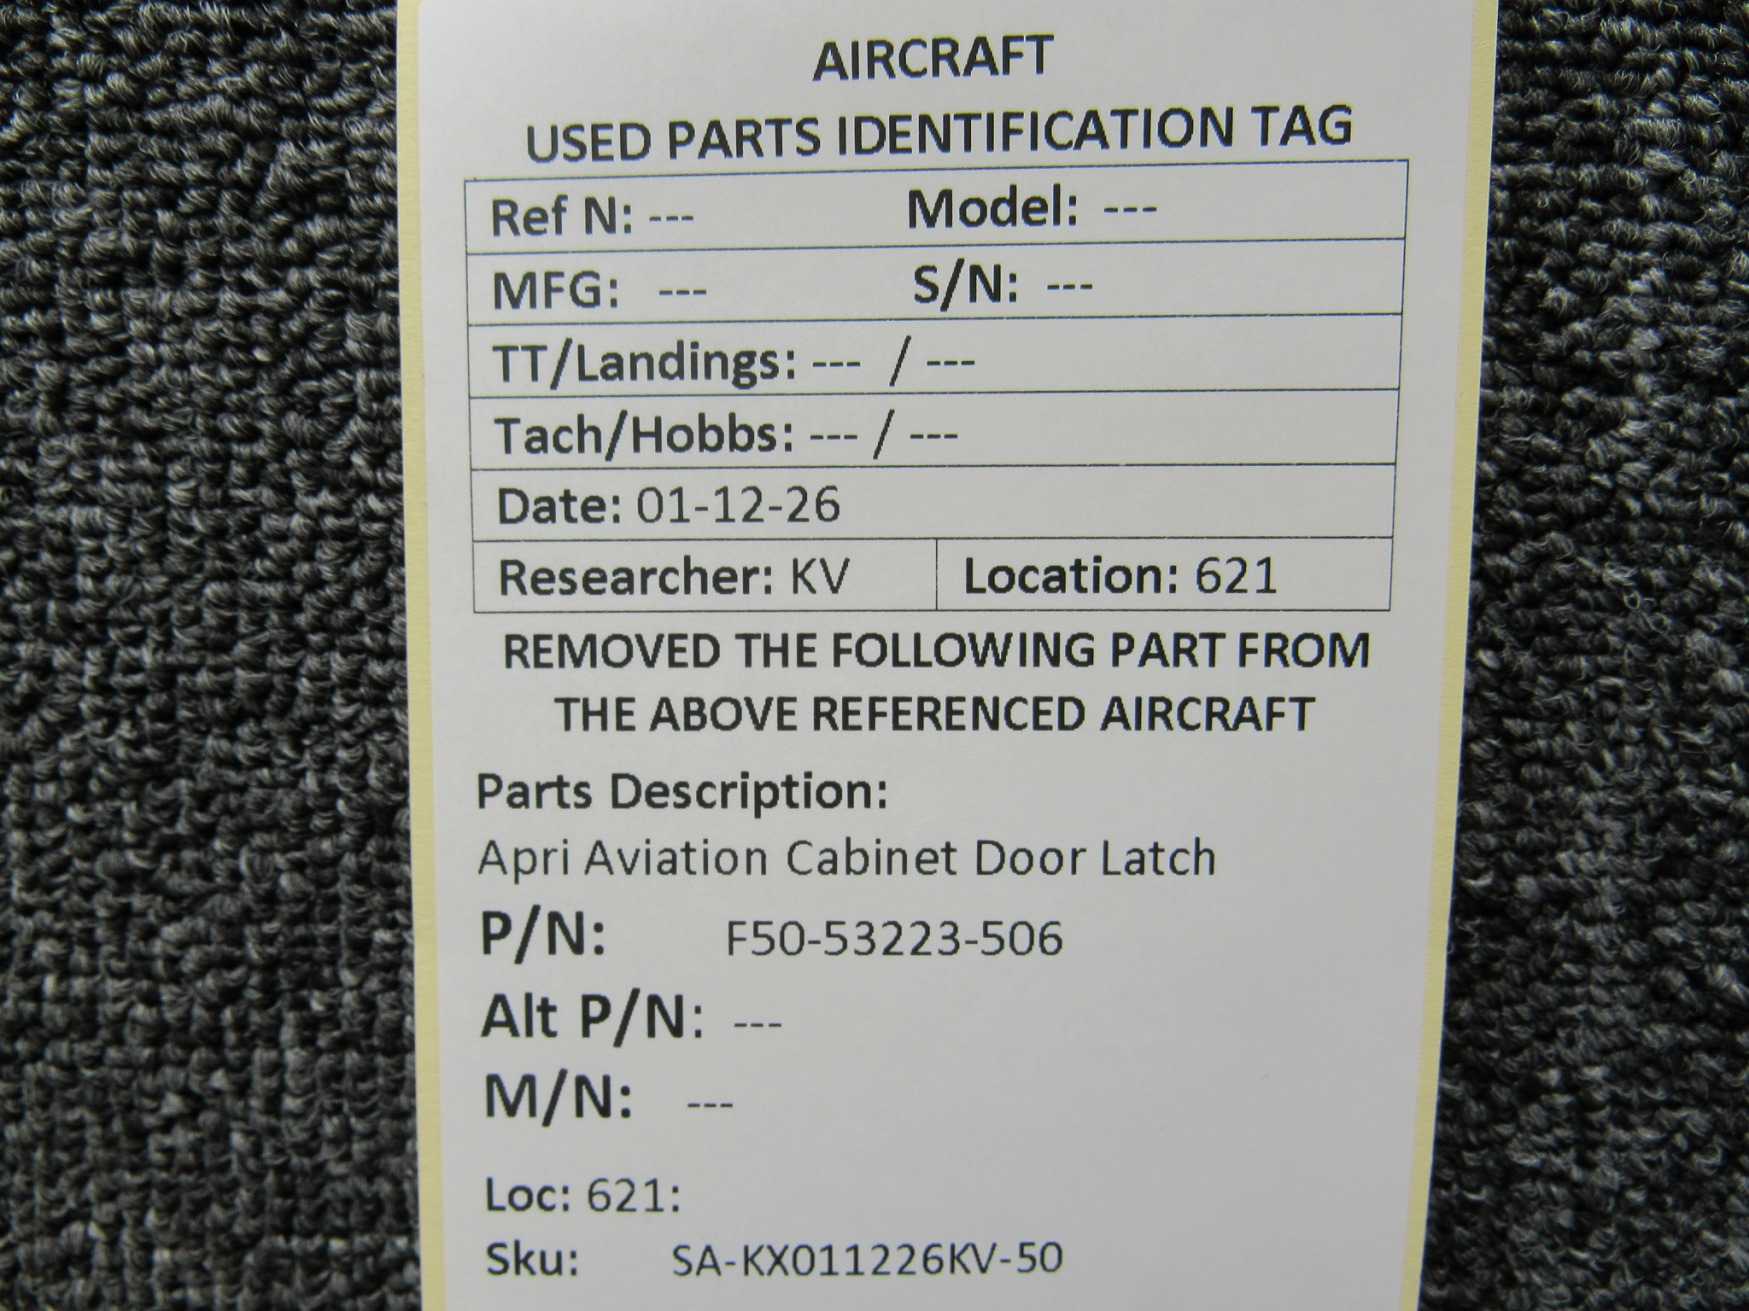 AIRCRAFT
USED PARTS IDENTIFICATION TAG
Ref N: --- Model: ---
MFG: --- S/N: ---
TT/Landings: --- / ---
Tach/Hobbs: --- / ---
Date: 01-12-26
Researcher: KV Location: 621
REMOVED THE FOLLOWING PART FROM
THE ABOVE REFERENCED AIRCRAFT
Parts Description:
Apri Aviation Cabinet Door Latch
P/N: F50-53223-506
Alt P/N: ---
M/N: ---
Loc: 621:
Sku: SA-KX011226KV-50